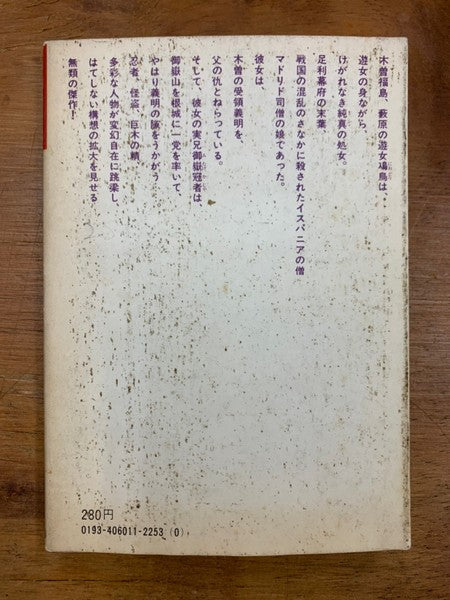 木曽福島、萩原の遊女鳰鳥は…
遊女の身ながら、
けがれなき純真の処女。
足利幕府の末葉
戦国の混乱のさなかに殺されたイスパニアの僧
マドリド司僧の娘であった。
彼女は、
木曽の受領義明を、
父の仇とねらっている。
そして、彼女の実兄御嶽冠者は、
御嶽山を根城に一党を率いて、
やはり義明の隙をうかがう
忍者、怪盗、巨木の精
多彩な人物が変幻自在に跳梁し、
はてしない構想の拡大を見せる
無類の傑作!
280円
0193-406011-2253 (0)